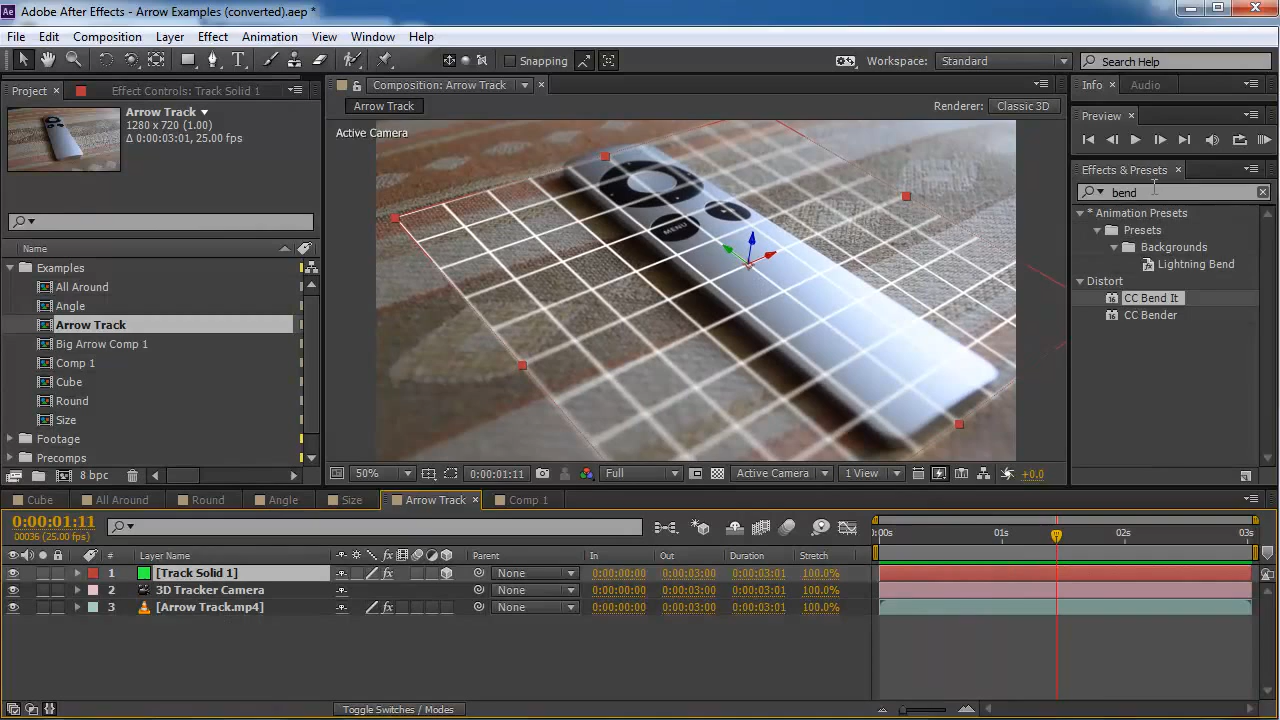 Ae Adobe After Effects - Arrow Examples (converted).aep *
File Edit Composition Layer Effect Animation View Window Help
Snapping Workspace: Standard Search Help
Project Effect Controls: Track Solid 1
Composition: Arrow Track
Info Audio
Arrow Track
1280 x 720 (1.00)
Δ 0:00:03:01, 25.00 fps
Arrow Track
Renderer: Classic 3D
Active Camera
MENU
Preview
Effects & Presets
bend
* Animation Presets
Presets
Backgrounds
Lightning Bend
Distort
16 CC Bend It
16 CC Bender
Name
Examples
All Around
Angle
Arrow Track
Big Arrow Comp 1
Comp 1
Cube
Round
Size
Footage
Precomps
8 bpc
50% 0:00:01:11 Full Active Camera 1 View +0.0
Cube All Around Round Angle Size Arrow Track Comp 1
0:00:01:11
00036 (25.00 fps)
:00s 01s 02s 03s
# Layer Name Parent In Out Duration Stretch
1 [Track Solid 1] fx None 0:00:00:00 0:00:03:00 0:00:03:01 100.0%
2 3D Tracker Camera None 0:00:00:00 0:00:03:00 0:00:03:01 100.0%
3 [Arrow Track.mp4] fx None 0:00:00:00 0:00:03:00 0:00:03:01 100.0%
Toggle Switches / Modes